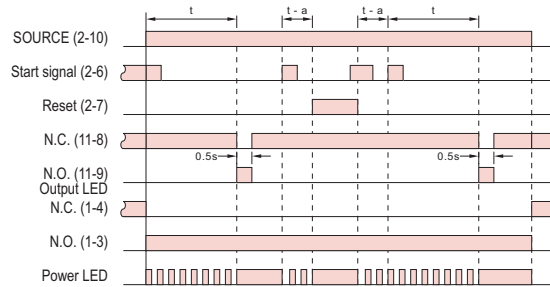 t t - a t - a t
SOURCE (2-10)
Start signal (2-6)
Reset (2-7)
N.C. (11-8)
0.5s 0.5s
N.O. (11-9)
Output LED
N.C. (1-4)
N.O. (1-3)
Power LED